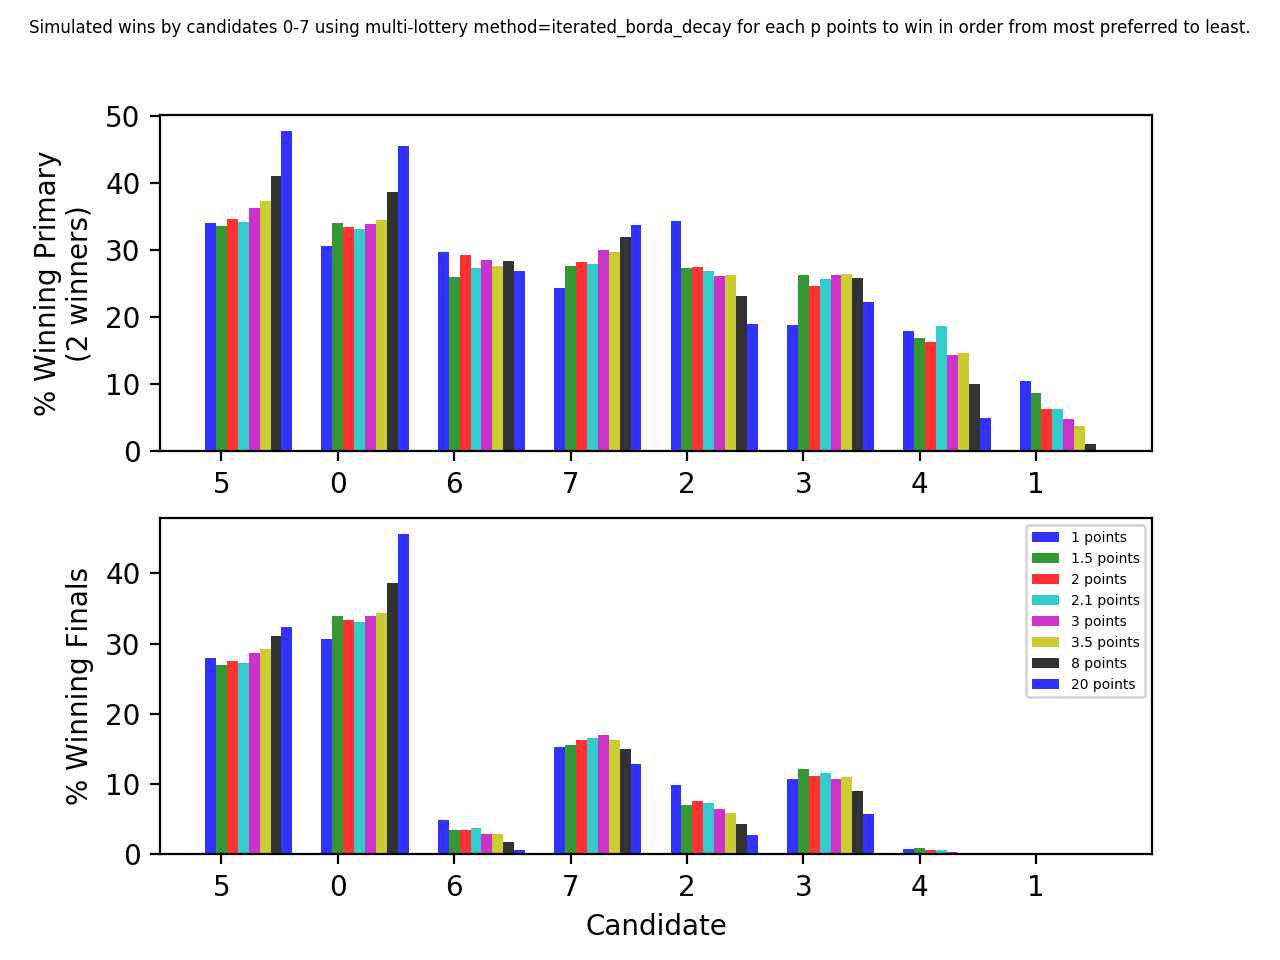 Simulated wins by candidates 0-7 using multi-lottery method=iterated_borda_decay for each p points to win in order from most preferred to least.
% Winning Primary
(2 winners)
50
40
30
20
10
0
5 0 6 7 2 3 4 1
% Winning Finals
40
30
20
10
0
1 points
1.5 points
2 points
2.1 points
3 points
3.5 points
8 points
20 points
5 0 6 7 2 3 4 1
Candidate